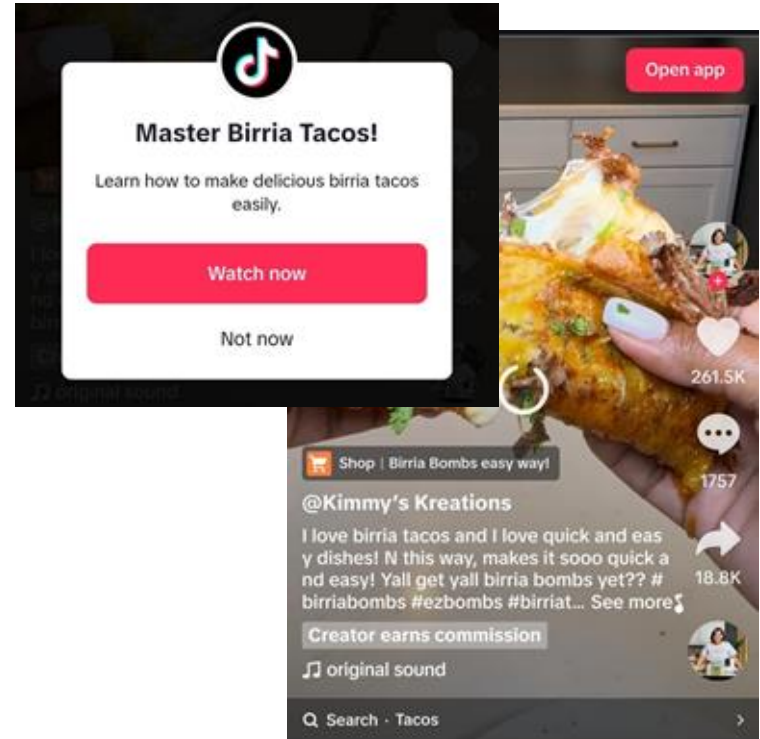 Master Birria Tacos!
Learn how to make delicious birria tacos
easily.
Watch now
Not now
original sound
Open app
261.5K
1757
Shop | Birria Bombs easy way!
@Kimmy's Kreations
I love birria tacos and I love quick and eas
y dishes! N this way, makes it sooo quick a
nd easy! Yall get yall birria bombs yet?? #
birriabombs #ezbombs #birriat... See more
18.8K
Creator earns commission
original sound
Search · Tacos